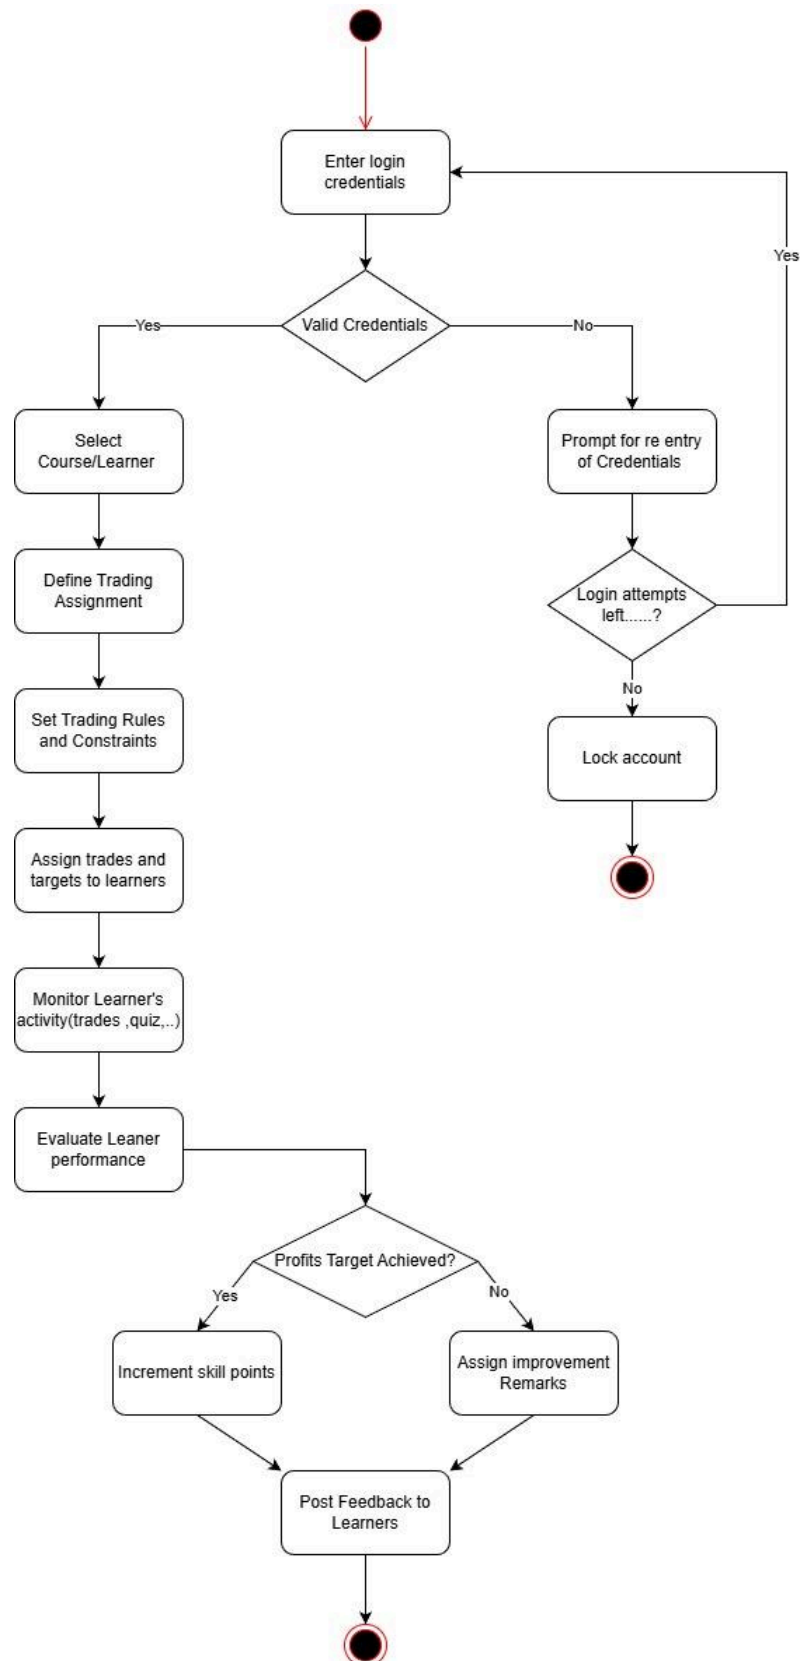 Enter login
credentials
Yes
Valid Credentials
Yes
No
Select
Course/Learner
Prompt for re entry
of Credentials
Define Trading
Assignment
Login attempts
left......?
No
Set Trading Rules
and Constraints
Lock account
Assign trades and
targets to learners
Monitor Learner's
activity(trades ,quiz,..)
Evaluate Leaner
performance
Profits Target Achieved?
Yes
No
Increment skill points
Assign improvement
Remarks
Post Feedback to
Learners